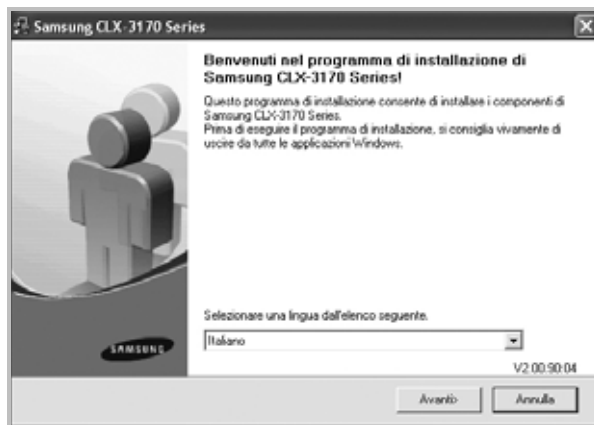 Samsung CLX-3170 Series
Benvenuti nel programma di installazione di
Samsung CLX-3170 Series!
Questo programma di installazione consente di installare i componenti di
Samsung CLX-3170 Series.
Prima di eseguire il programma di installazione, si consiglia vivamente di
uscire da tutte le applicazioni Windows.
Selezionare una lingua dall'elenco seguente.
Italiano
SAMSUNG
V2.00.90:04
Avanti>
Annulla